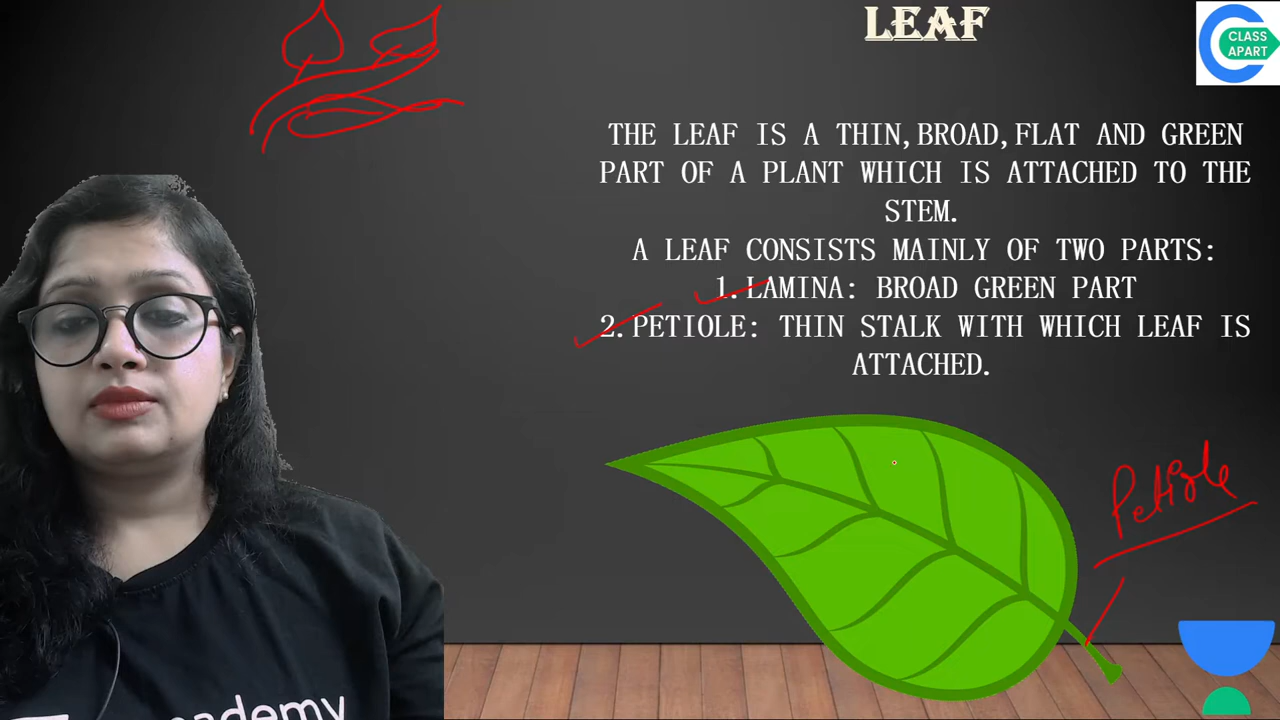 LEAF
CLASS
APART
THE LEAF IS A THIN,BROAD,FLAT AND GREEN
PART OF A PLANT WHICH IS ATTACHED TO THE
STEM.
A LEAF CONSISTS MAINLY OF TWO PARTS:
1.LAMINA: BROAD GREEN PART
2.PETIOLE: THIN STALK WITH WHICH LEAF IS
ATTACHED.
Petiole